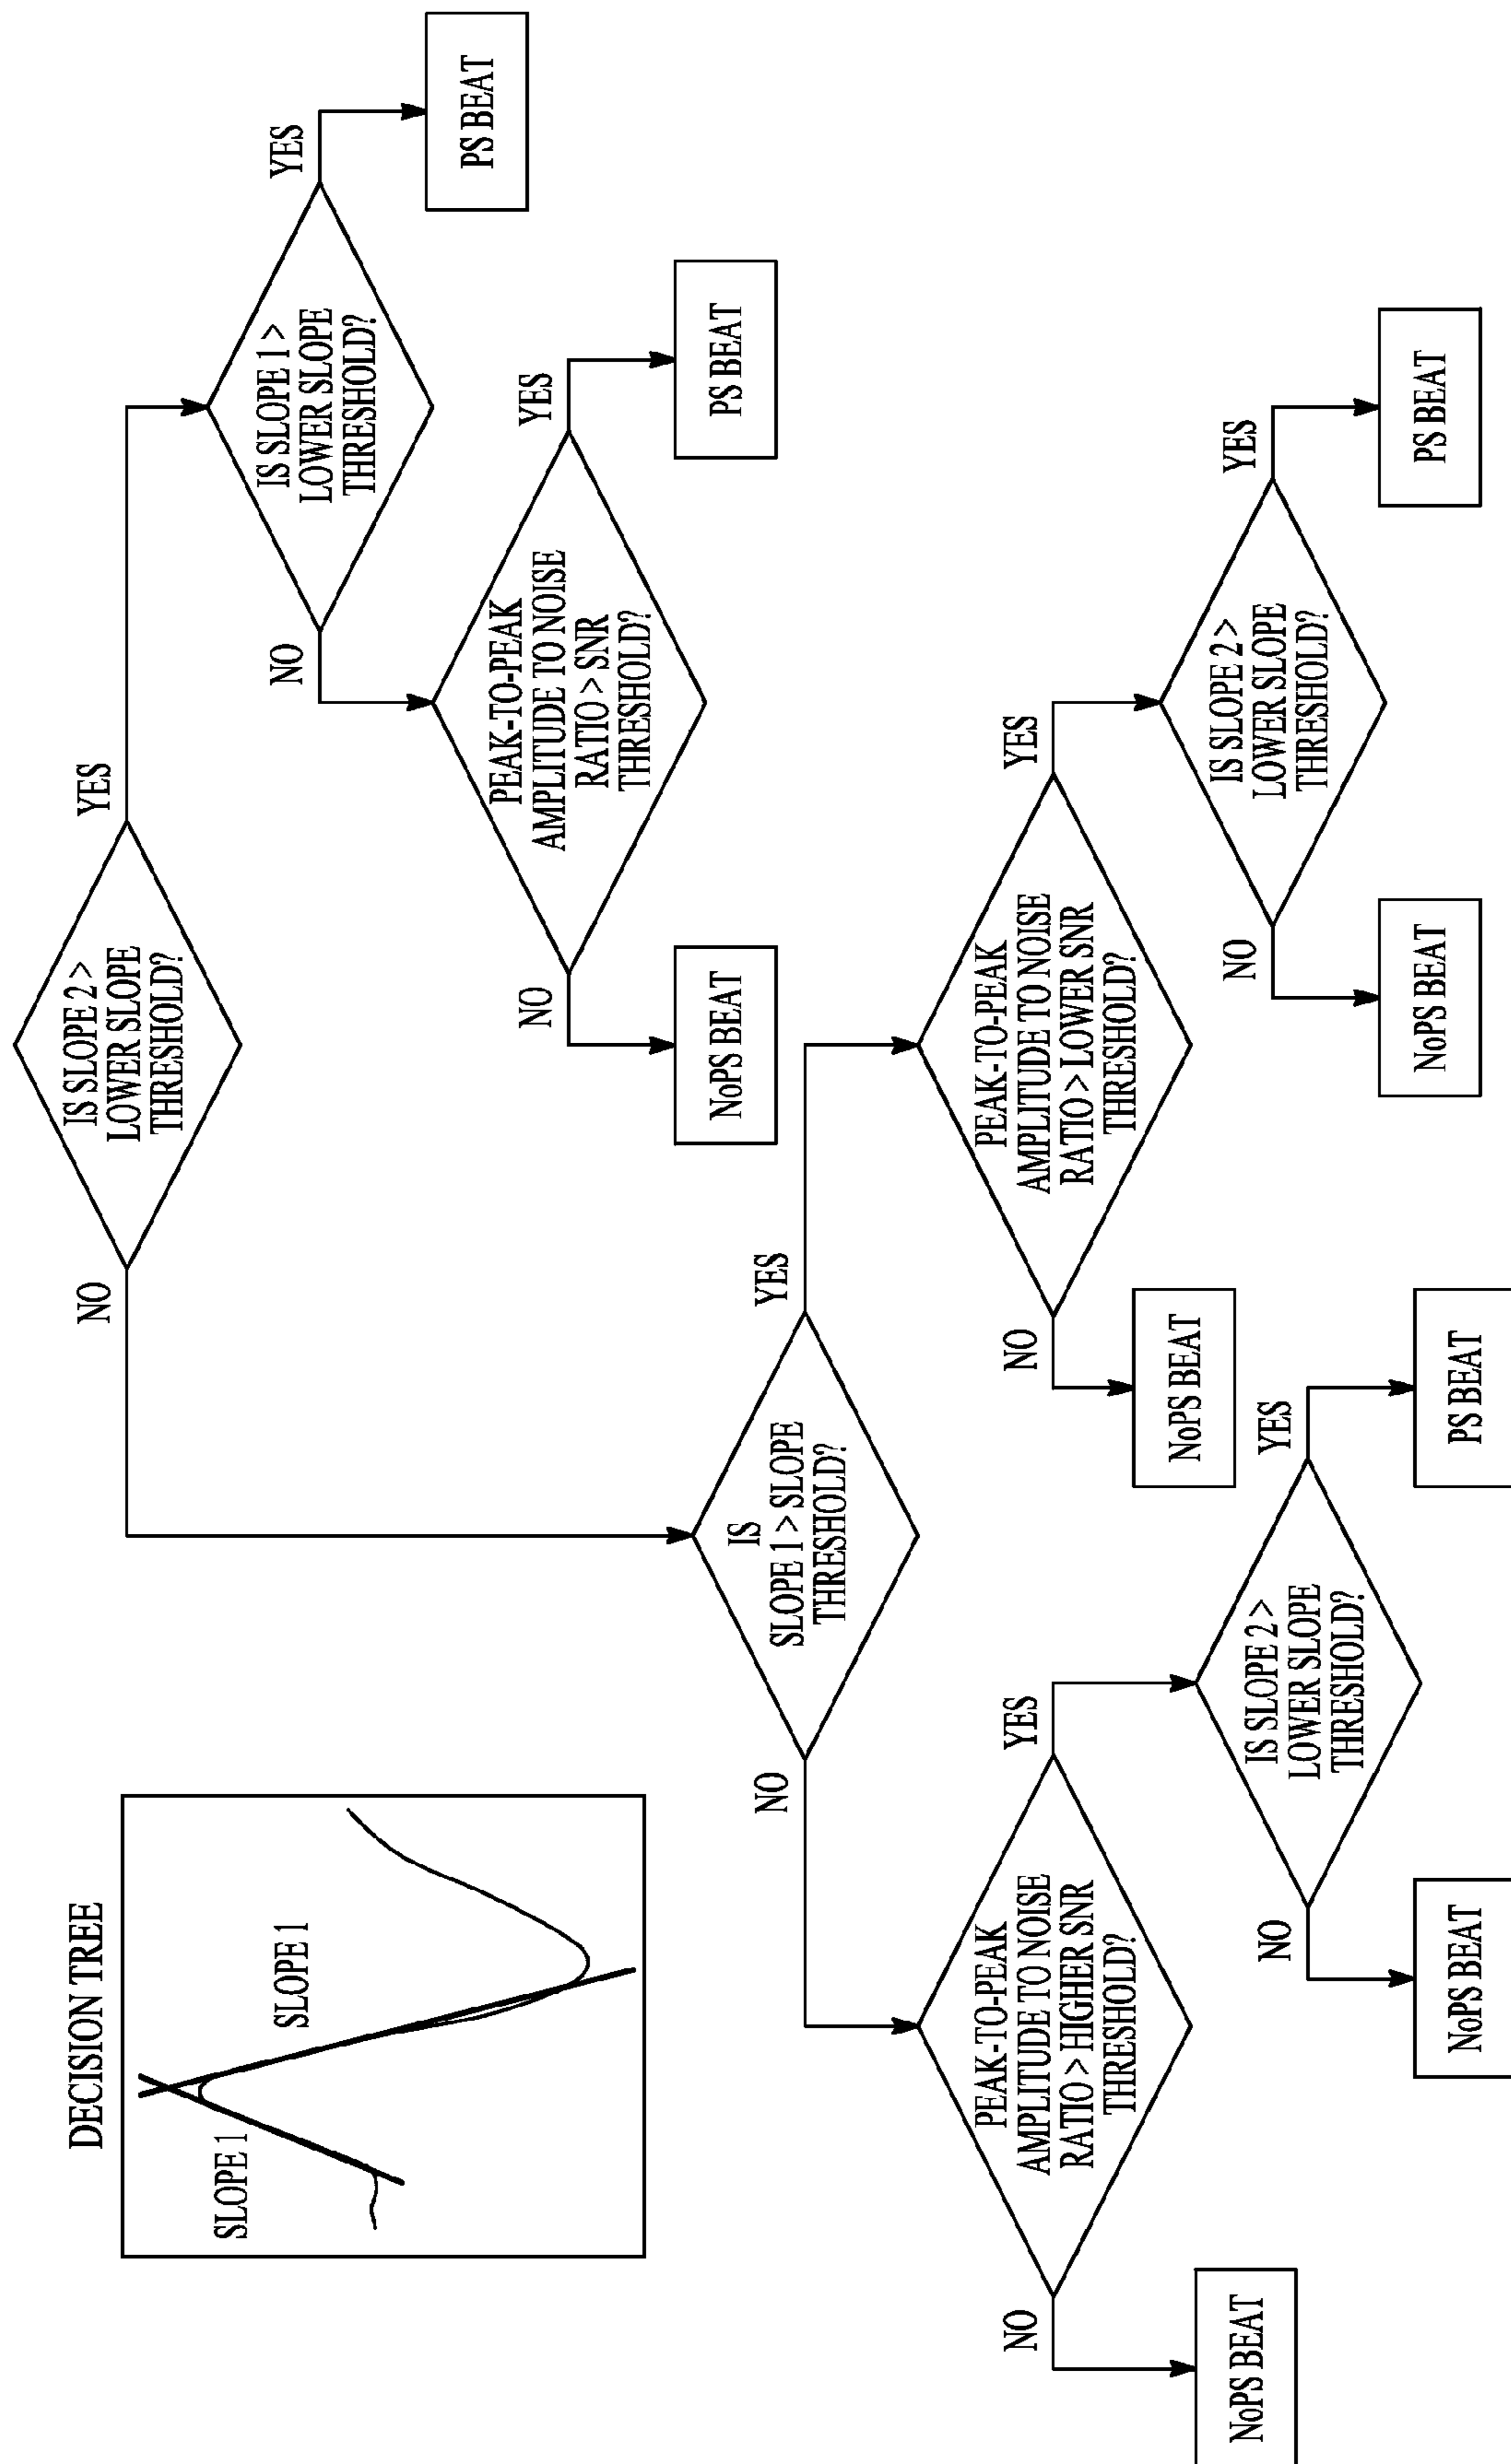 DECISION TREE
SLOPE 1
SLOPE 1
IS SLOPE 2 >
LOWER SLOPE
THRESHOLD?
NO
YES
IS SLOPE 1 >
LOWER SLOPE
THRESHOLD?
NO
YES
PS BEAT
PEAK-TO-PEAK
AMPLITUDE TO NOISE
RATIO > SNR
THRESHOLD?
NO
YES
NoPS BEAT
PS BEAT
IS
SLOPE 1 > SLOPE
THRESHOLD?
NO
YES
PEAK-TO-PEAK
AMPLITUDE TO NOISE
RATIO > HIGHER SNR
THRESHOLD?
NO
YES
NoPS BEAT
IS SLOPE 2 >
LOWER SLOPE
THRESHOLD?
NO
YES
NoPS BEAT
PS BEAT
PEAK-TO-PEAK
AMPLITUDE TO NOISE
RATIO > LOWER SNR
THRESHOLD?
NO
YES
NoPS BEAT
IS SLOPE 2 >
LOWER SLOPE
THRESHOLD?
NO
YES
NoPS BEAT
PS BEAT